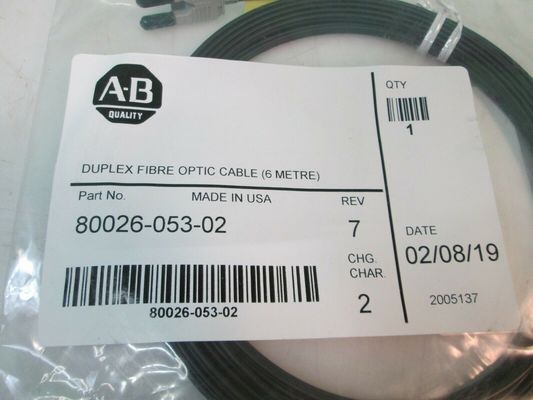 A-B
QUALITY
QTY
1
DUPLEX FIBRE OPTIC CABLE (6 METRE)
Part No. MADE IN USA REV
80026-053-02 7
DATE
02/08/19
CHG.
CHAR.
2
80026-053-02
2005137